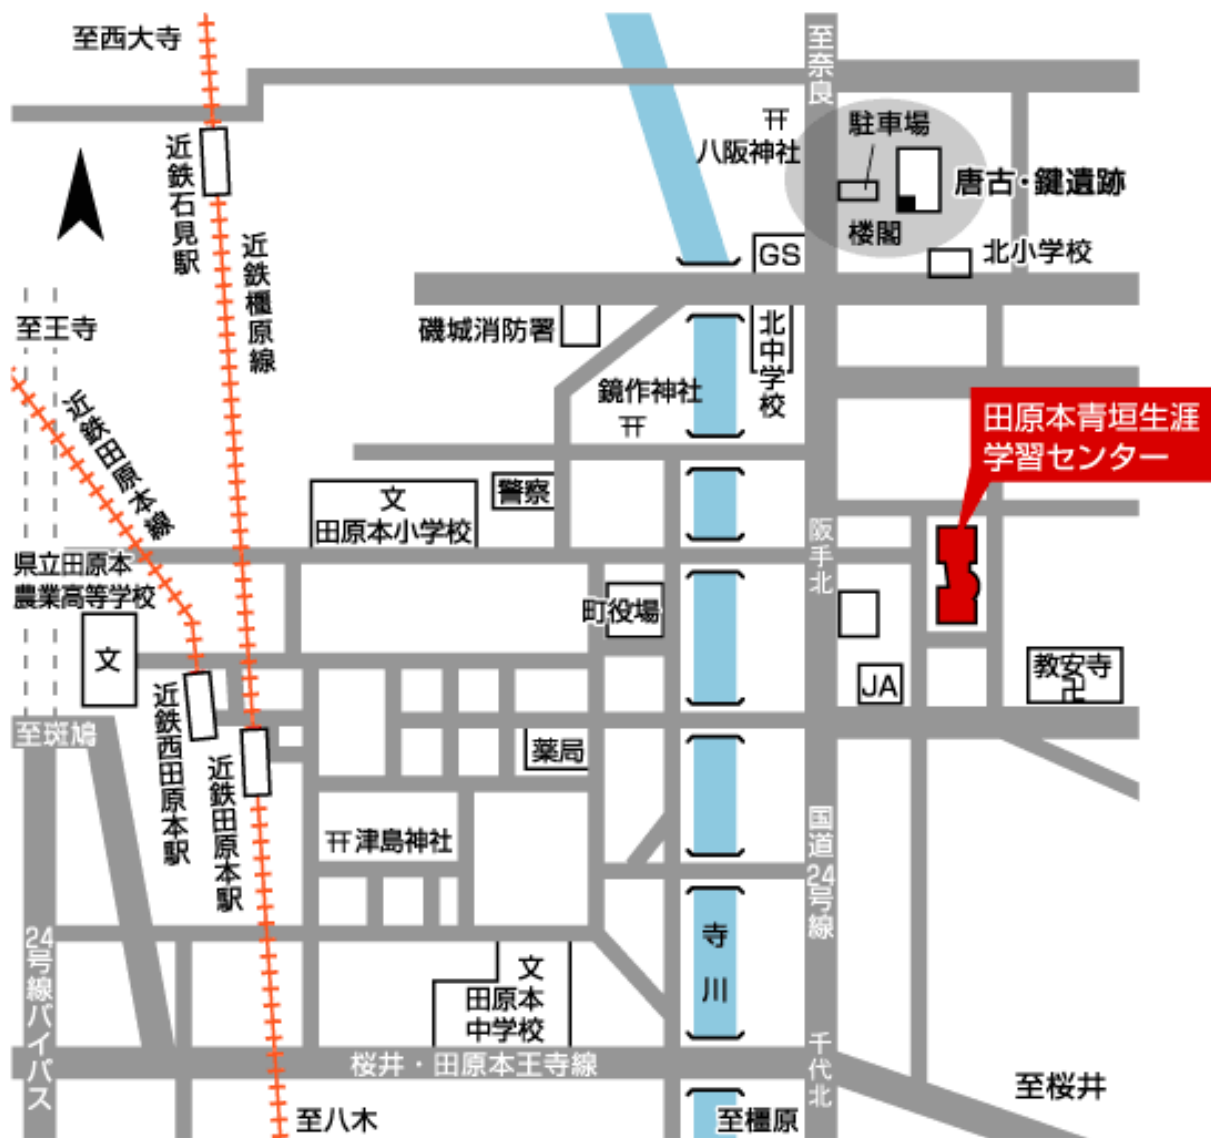 至西大寺
至奈良
八阪神社
駐車場
唐古・鍵遺跡
楼閣
北小学校
近鉄石見駅
近鉄橿原線
GS
至王寺
磯城消防署
北中学校
鏡作神社
近鉄田原本線
田原本青垣生涯
学習センター
警察
文
田原本小学校
阪手北
県立田原本
農業高等学校
文
町役場
JA
教安寺
至斑鳩
近鉄西田原本駅
近鉄田原本駅
薬局
津島神社
国道24号線
寺川
24号線バイパス
文
田原本
中学校
桜井・田原本王寺線
千代北
至桜井
至八木
至橿原